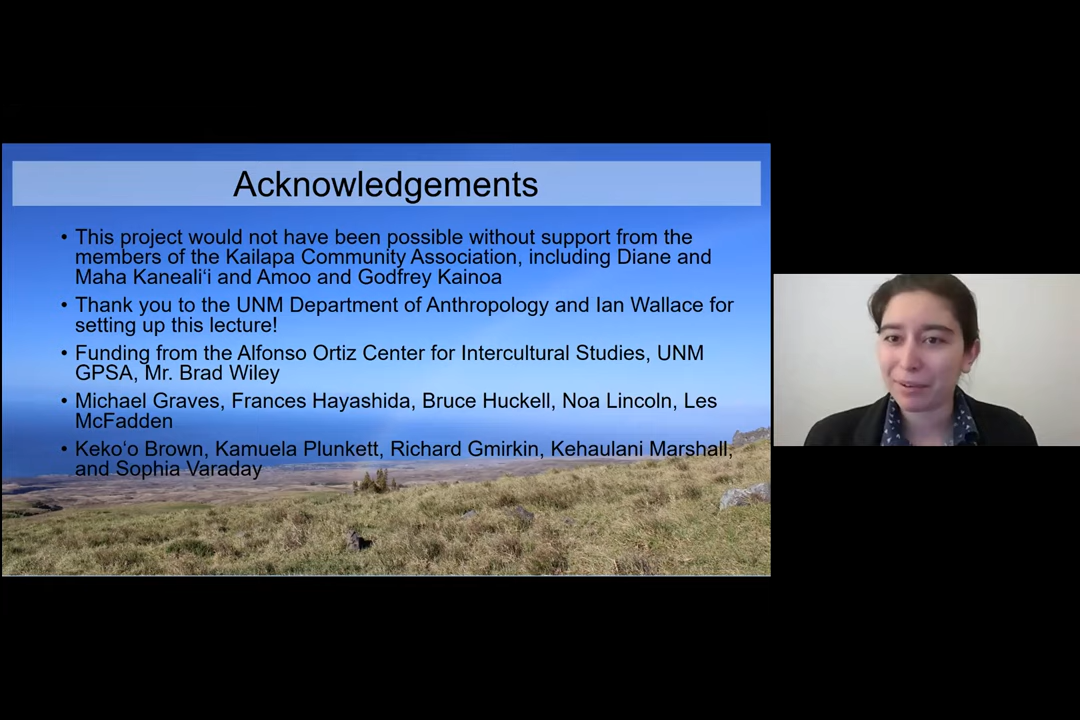 Acknowledgements
• This project would not have been possible without support from the
members of the Kailapa Community Association, including Diane and
Maha Kaneali‘i and Amoo and Godfrey Kainoa
• Thank you to the UNM Department of Anthropology and Ian Wallace for
setting up this lecture!
• Funding from the Alfonso Ortiz Center for Intercultural Studies, UNM
GPSA, Mr. Brad Wiley
• Michael Graves, Frances Hayashida, Bruce Huckell, Noa Lincoln, Les
McFadden
• Keko‘o Brown, Kamuela Plunkett, Richard Gmirkin, Kehaulani Marshall,
and Sophia Varaday